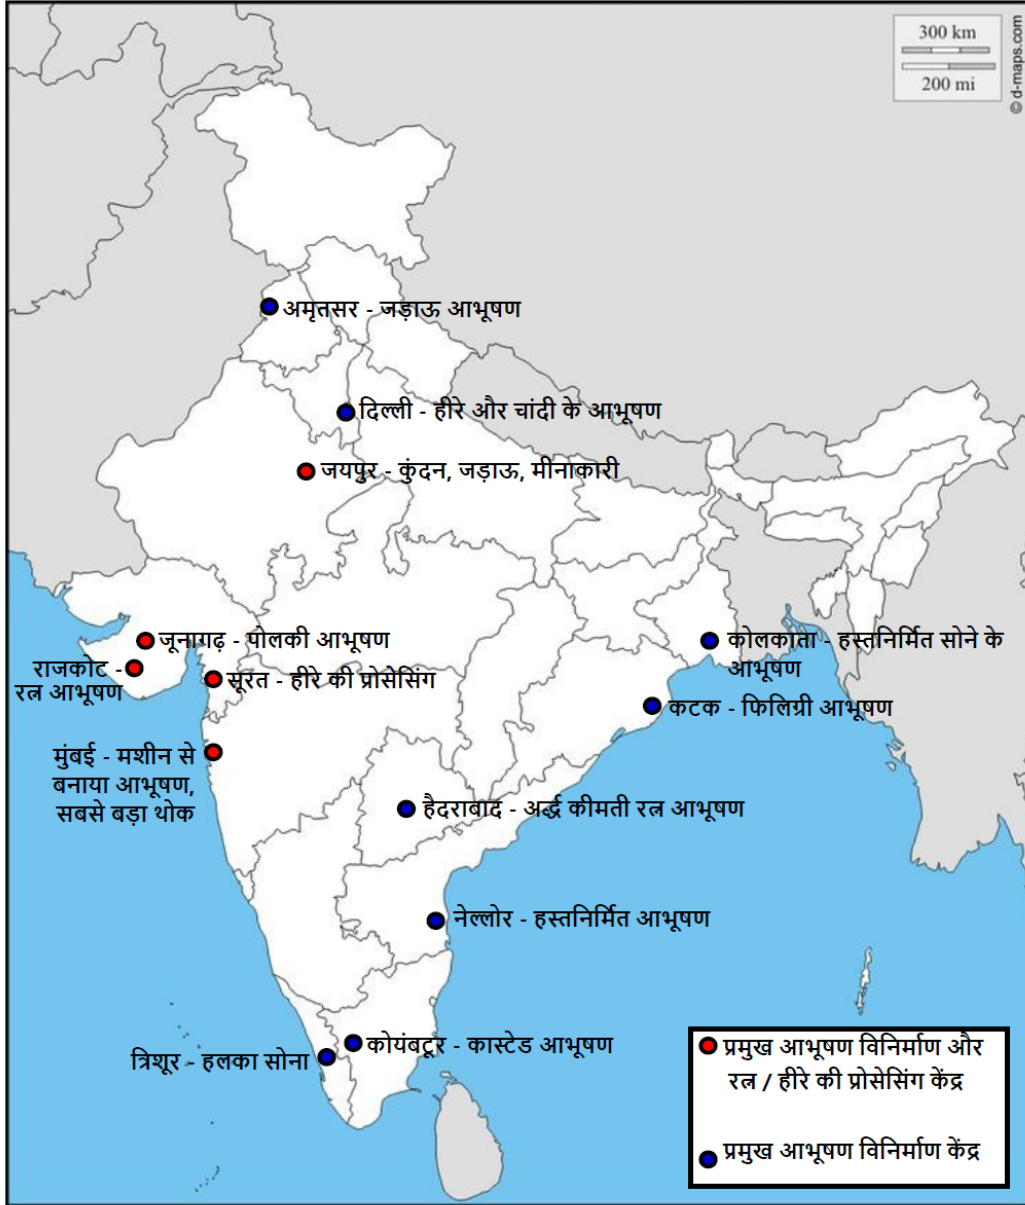 300 km
200 mi
© d-maps.com
अमृतसर - जड़ाऊ आभूषण
दिल्ली - हीरे और चांदी के आभूषण
जयपुर - कुंदन, जड़ाऊ, मीनाकारी
जूनागढ़ - पोलकी आभूषण
राजकोट -
रत्न आभूषण
सूरत - हीरे की प्रोसेसिंग
कोलकाता - हस्तनिर्मित सोने के
आभूषण
कटक - फिलिग्री आभूषण
मुंबई - मशीन से
बनाया आभूषण,
सबसे बड़ा थोक
हैदराबाद - अर्द्ध कीमती रत्न आभूषण
नेल्लोर - हस्तनिर्मित आभूषण
कोयंबटूर - कास्टेड आभूषण
त्रिशूर - हलका सोना
प्रमुख आभूषण विनिर्माण और
रत्न / हीरे की प्रोसेसिंग केंद्र
प्रमुख आभूषण विनिर्माण केंद्र